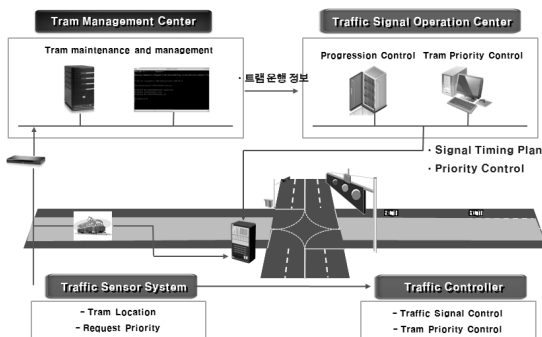 Tram Management Center
Tram maintenance and management
· 트램 운행 정보
Traffic Signal Operation Center
Progression Control
Tram Priority Control
· Signal Timing Plan
· Priority Control
Traffic Sensor System
- Tram Location
- Request Priority
Traffic Controller
- Traffic Signal Control
- Tram Priority Control